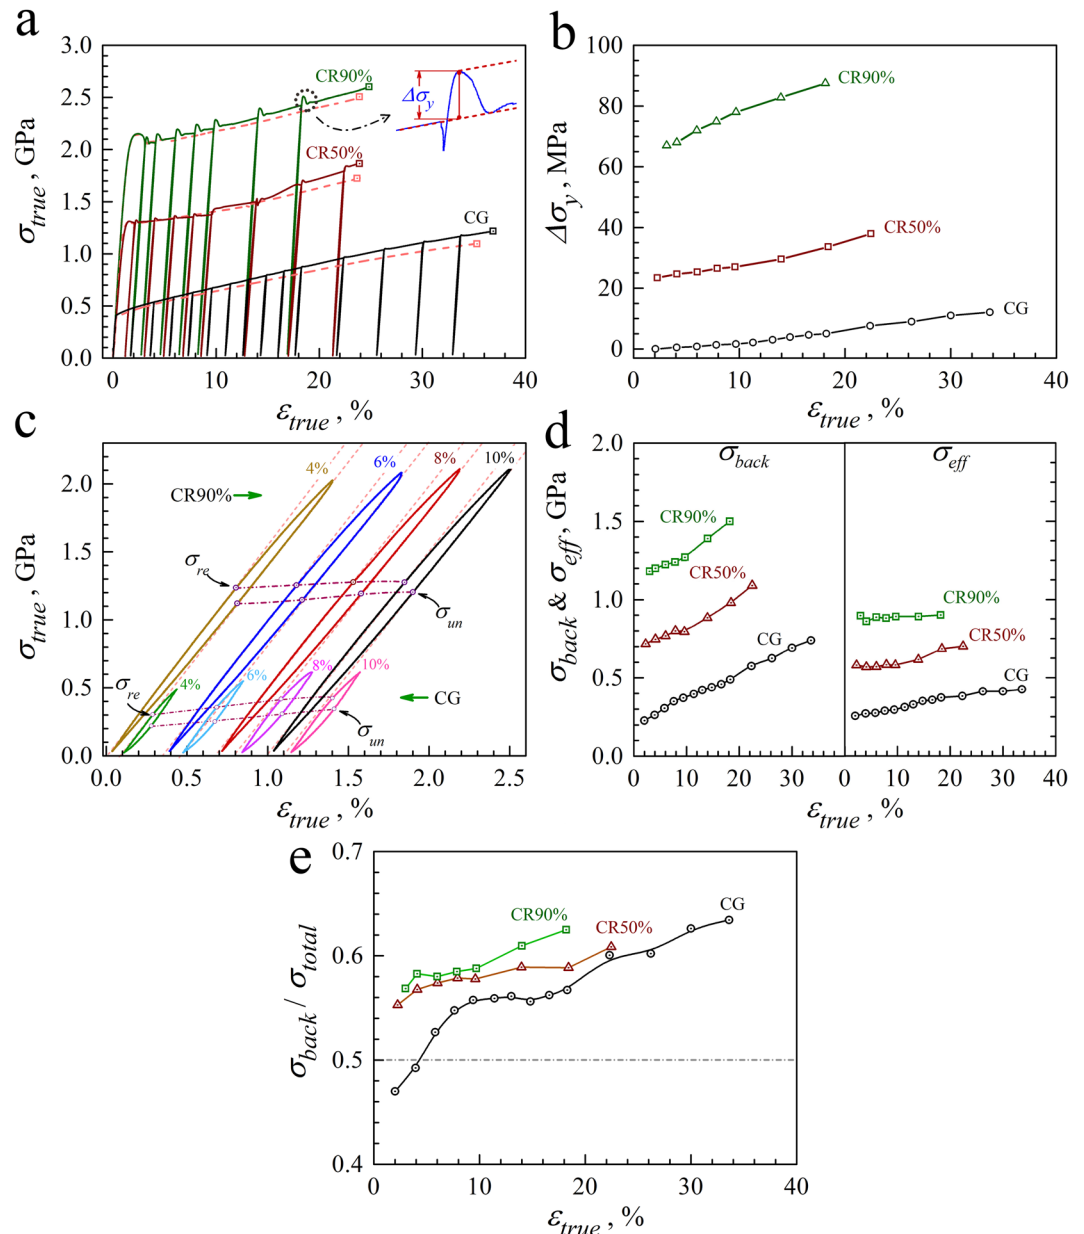 a
3.0
2.5
2.0
1.5
1.0
0.5
0.0
0 10 20 30 40
σtrue, GPa
εtrue , %
CR90%
CR50%
CG
Δσy
b
100
80
60
40
20
0
0 10 20 30 40
Δσy, MPa
εtrue , %
CR90%
CR50%
CG
c
2.0
1.5
1.0
0.5
0.0
0.0 0.5 1.0 1.5 2.0 2.5
σtrue, GPa
εtrue , %
4% 6% 8% 10%
CR90%
σre
σun
4% 6% 8% 10%
σre
CG
σun
d
2.0
1.5
1.0
0.5
0.0
0 10 20 30 0 10 20 30 40
σback & σeff, GPa
εtrue , %
σback
σeff
CR90%
CR50%
CG
CR90%
CR50%
CG
e
0.7
0.6
0.5
0.4
0 10 20 30 40
σback / σtotal
εtrue , %
CR90%
CR50%
CG